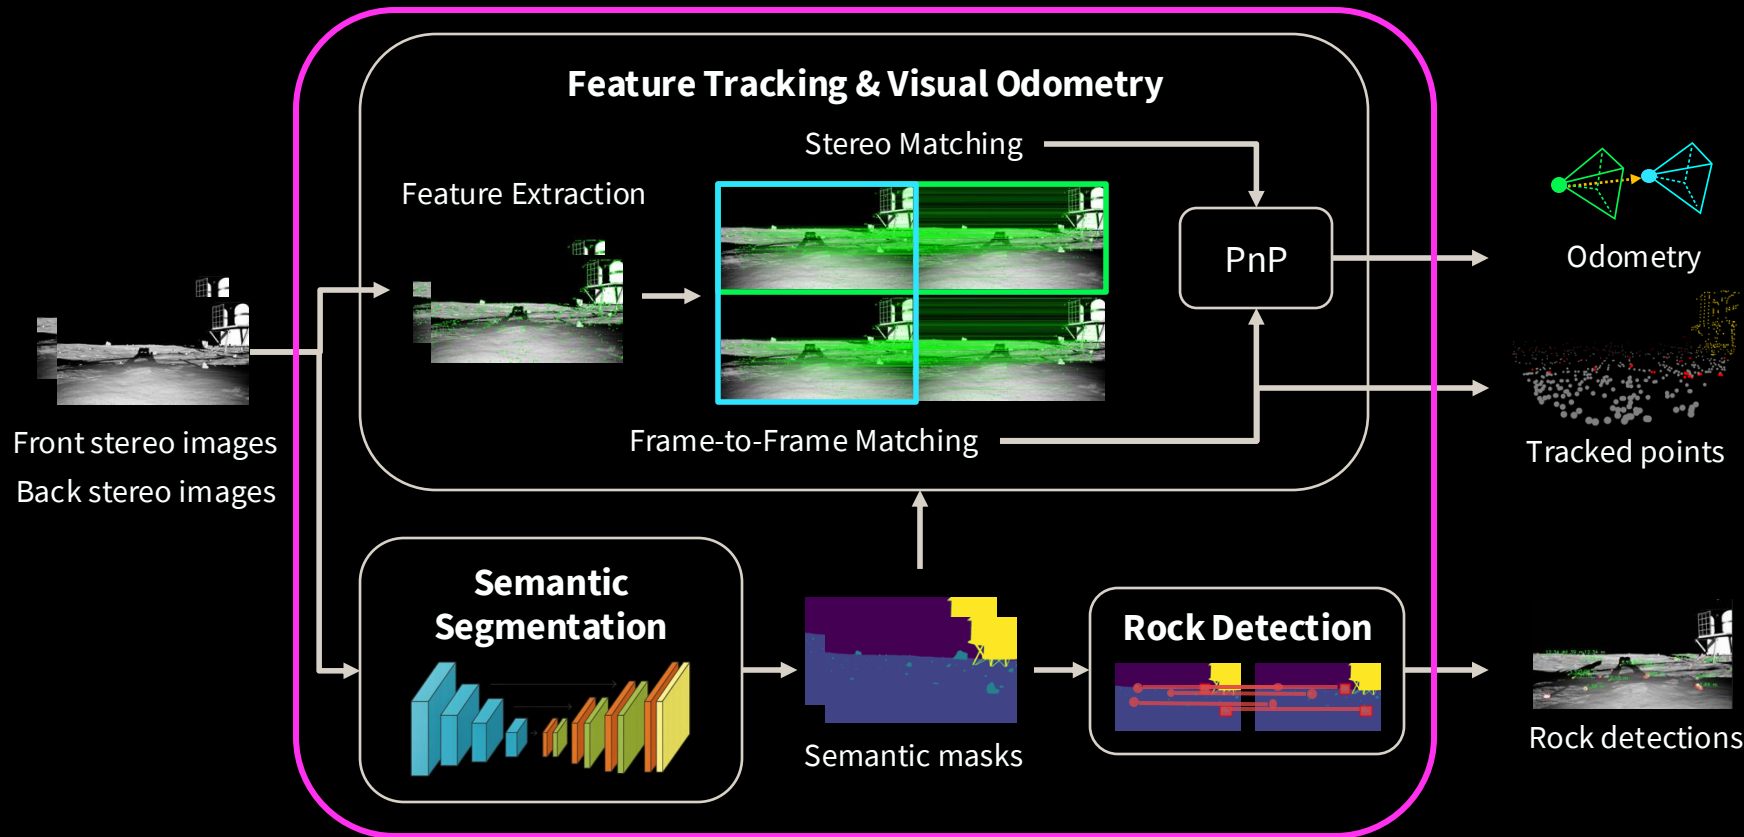 Feature Tracking & Visual Odometry
Stereo Matching
Feature Extraction
PnP
Odometry
Frame-to-Frame Matching
Tracked points
Front stereo images
Back stereo images
Semantic
Segmentation
Rock Detection
Semantic masks
Rock detections